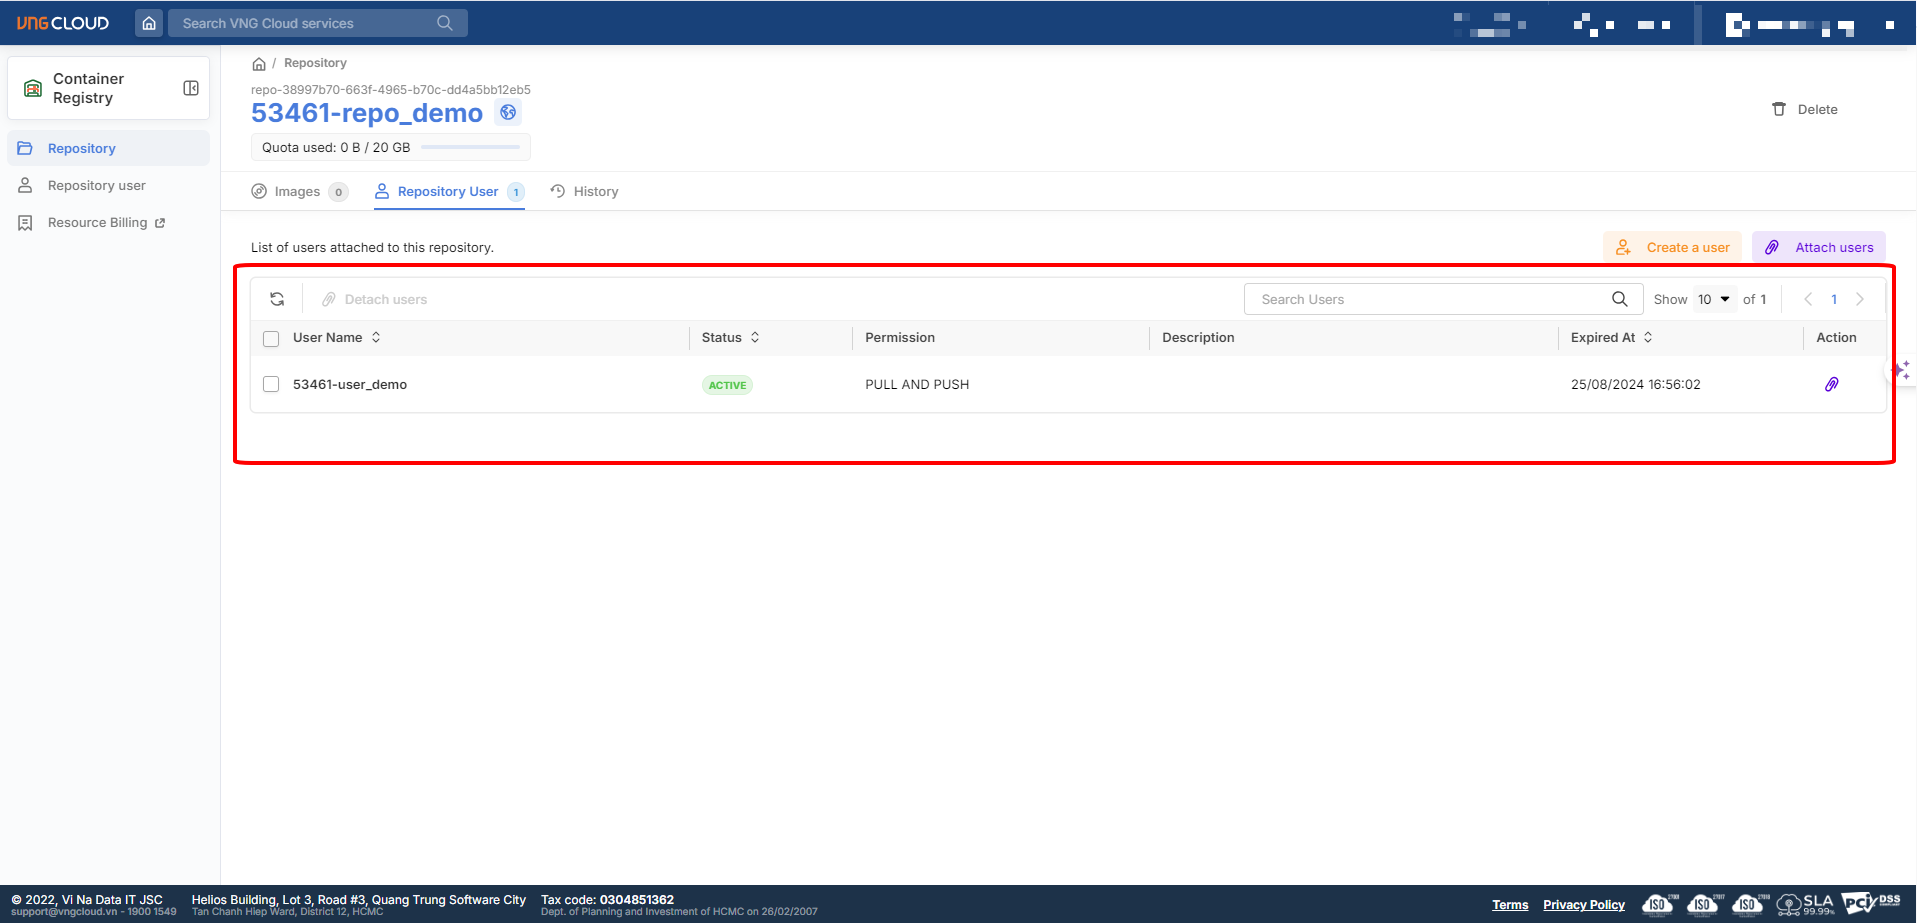 VNG CLOUD
Search VNG Cloud services
Container
Registry
Repository
Repository user
Resource Billing
/ Repository
repo-38997b70-663f-4965-b70c-dd4a5bb12eb5
53461-repo_demo
Delete
Quota used: 0 B / 20 GB
Images 0
Repository User 1
History
List of users attached to this repository.
Create a user
Attach users
Detach users
Search Users
Show 10 of 1
1
User Name Status Permission Description Expired At Action
53461-user_demo ACTIVE PULL AND PUSH 25/08/2024 16:56:02
© 2022, Vi Na Data IT JSC
support@vngcloud.vn - 1900 1549
Helios Building, Lot 3, Road #3, Quang Trung Software City
Tan Chanh Hiep Ward, District 12, HCMC
Tax code: 0304851362
Dept. of Planning and Investment of HCMC on 26/02/2007
Terms
Privacy Policy
ISO
ISO
ISO
SLA
99.99%
PCI DSS